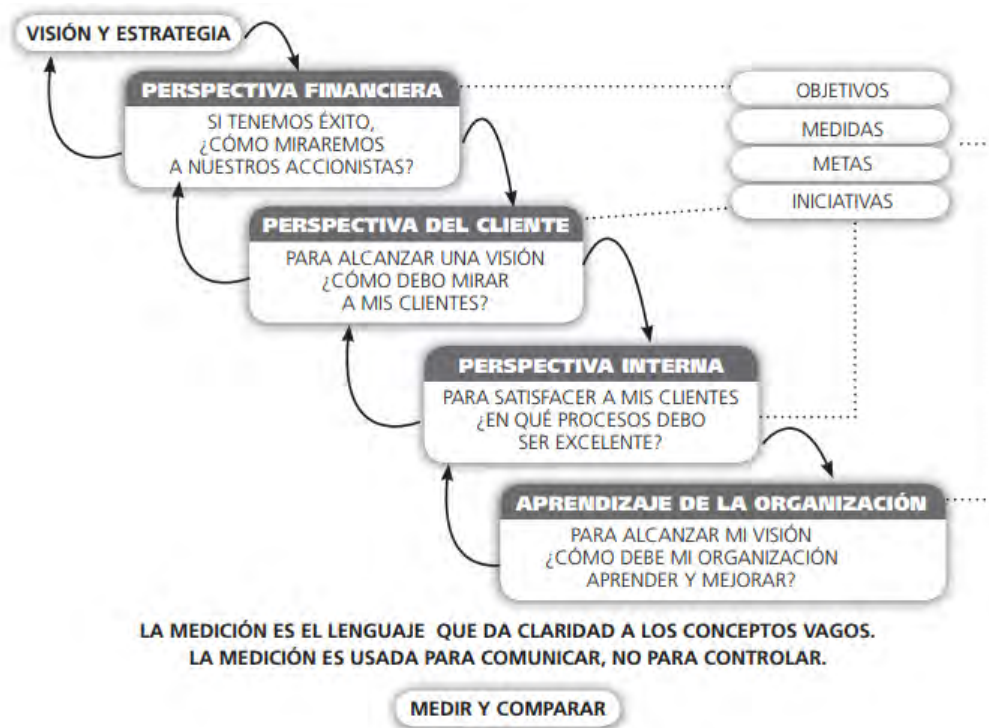 VISIÓN Y ESTRATEGIA
PERSPECTIVA FINANCIERA
SI TENEMOS ÉXITO,
¿CÓMO MIRAREMOS
A NUESTROS ACCIONISTAS?
OBJETIVOS
MEDIDAS
METAS
INICIATIVAS
PERSPECTIVA DEL CLIENTE
PARA ALCANZAR UNA VISIÓN
¿CÓMO DEBO MIRAR
A MIS CLIENTES?
PERSPECTIVA INTERNA
PARA SATISFACER A MIS CLIENTES
¿EN QUÉ PROCESOS DEBO
SER EXCELENTE?
APRENDIZAJE DE LA ORGANIZACIÓN
PARA ALCANZAR MI VISIÓN
¿CÓMO DEBE MI ORGANIZACIÓN
APRENDER Y MEJORAR?
LA MEDICIÓN ES EL LENGUAJE QUE DA CLARIDAD A LOS CONCEPTOS VAGOS.
LA MEDICIÓN ES USADA PARA COMUNICAR, NO PARA CONTROLAR.
MEDIR Y COMPARAR